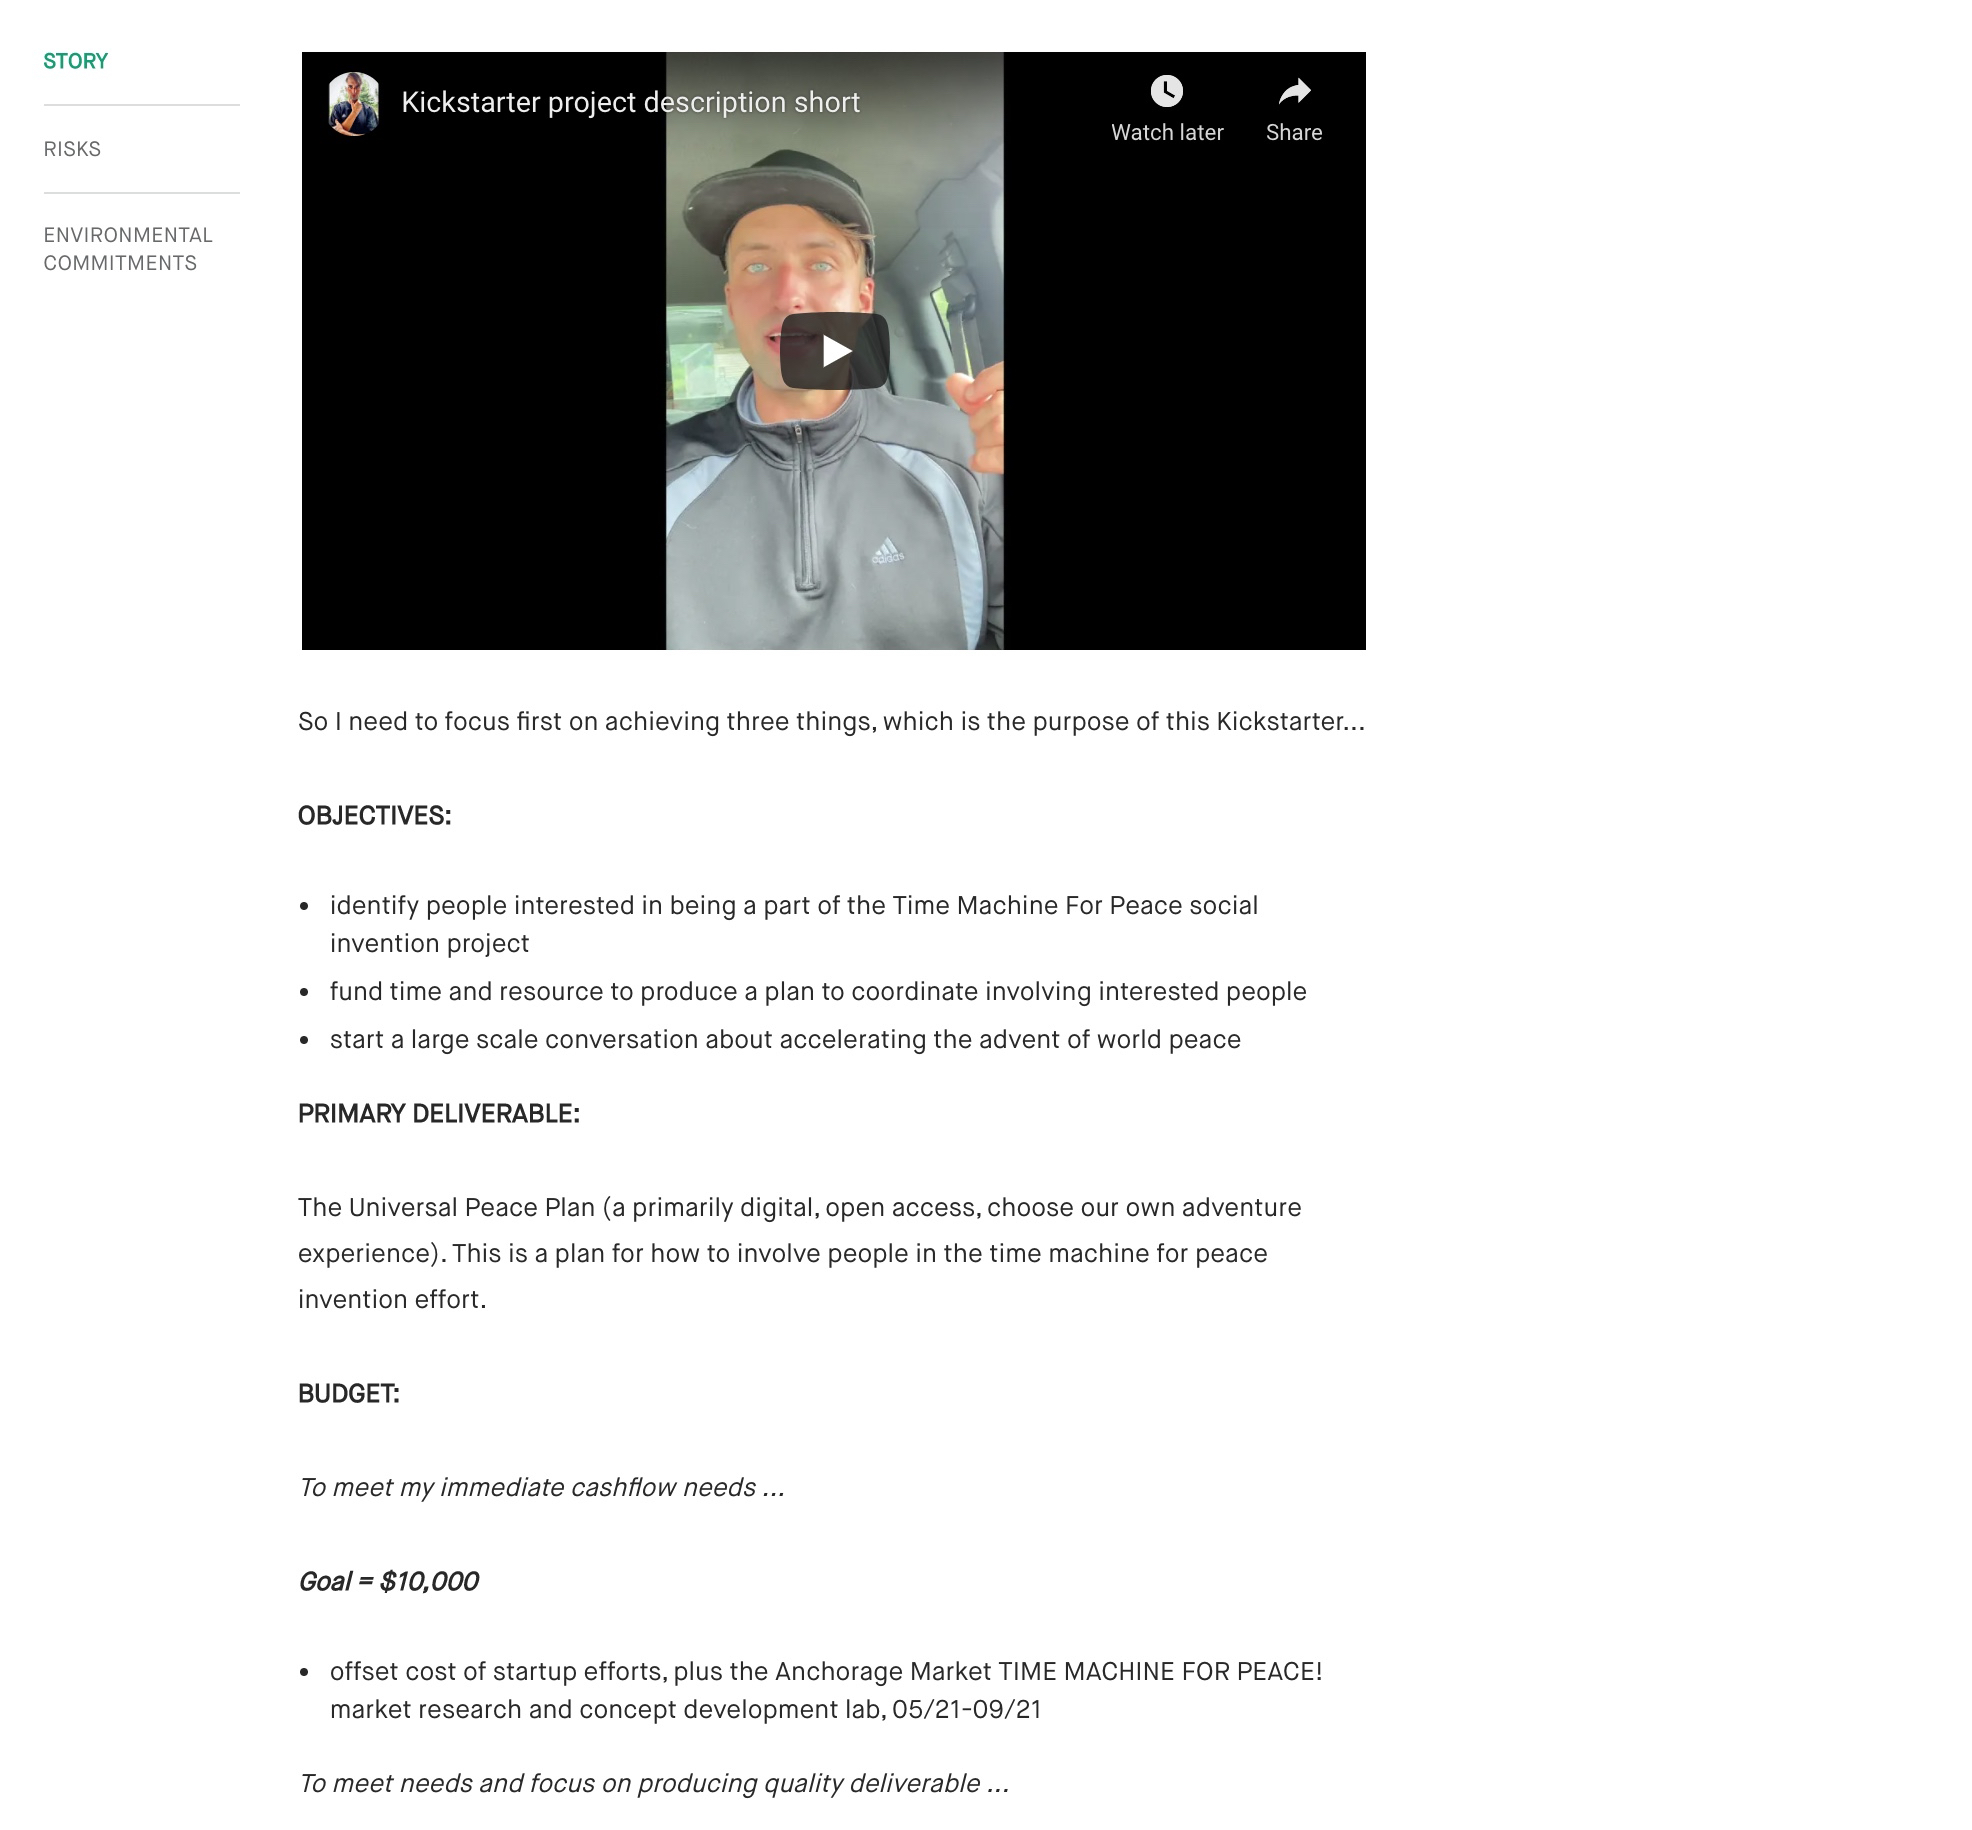 STORY
RISKS
ENVIRONMENTAL
COMMITMENTS
Kickstarter project description short
Watch later
Share
adidas
So I need to focus first on achieving three things, which is the purpose of this Kickstarter...
OBJECTIVES:
• identify people interested in being a part of the Time Machine For Peace social
invention project
• fund time and resource to produce a plan to coordinate involving interested people
• start a large scale conversation about accelerating the advent of world peace
PRIMARY DELIVERABLE:
The Universal Peace Plan (a primarily digital, open access, choose our own adventure
experience). This is a plan for how to involve people in the time machine for peace
invention effort.
BUDGET:
To meet my immediate cashflow needs ...
Goal = $10,000
• offset cost of startup efforts, plus the Anchorage Market TIME MACHINE FOR PEACE!
market research and concept development lab, 05/21-09/21
To meet needs and focus on producing quality deliverable ...